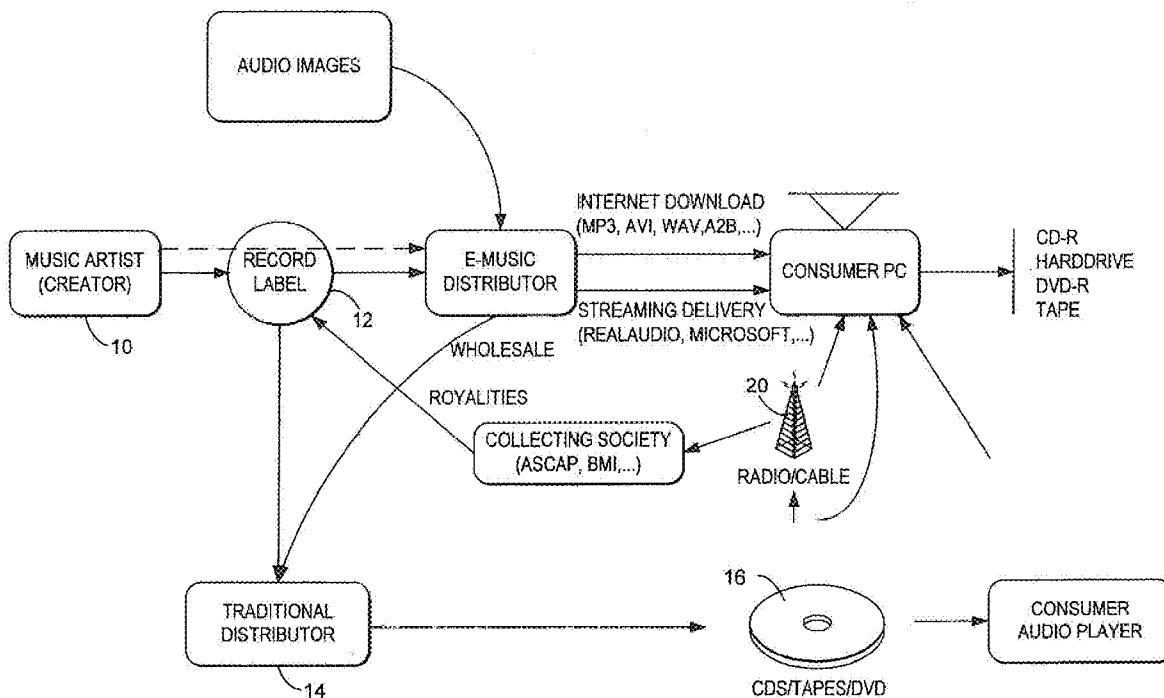 AUDIO IMAGES
INTERNET DOWNLOAD
(MP3, AVI, WAV,A2B,...)
MUSIC ARTIST
(CREATOR)
RECORD
LABEL
E-MUSIC
DISTRIBUTOR
CONSUMER PC
CD-R
HARDDRIVE
DVD-R
TAPE
10
12
STREAMING DELIVERY
(REALAUDIO, MICROSOFT,...)
WHOLESALE
ROYALITIES
20
COLLECTING SOCIETY
(ASCAP, BMI,...)
RADIO/CABLE
16
TRADITIONAL
DISTRIBUTOR
CONSUMER
AUDIO PLAYER
14
CDS/TAPES/DVD